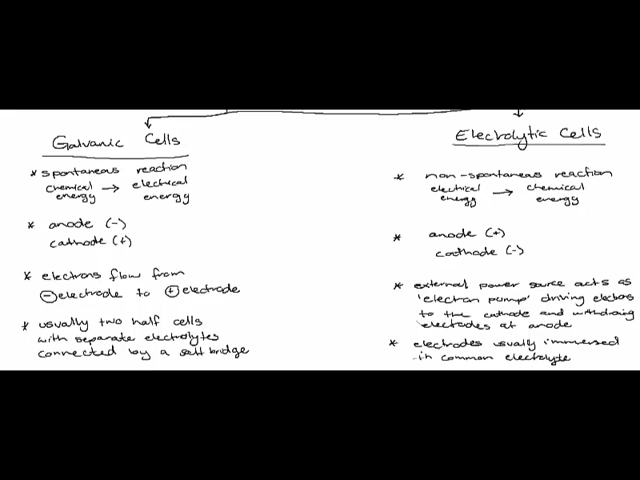 Galvanic Cells
* spontaneous reaction
chemical energy → electrical energy
* anode (-)
cathode (+)
* electrons flow from
⊖electrode to ⊕electrode
* usually two half cells
with separate electrolytes
connected by a salt bridge
Electrolytic Cells
* non-spontaneous reaction
electrical energy → chemical energy
* anode (+)
cathode (-)
* external power source acts as
'electron pump' driving electrons
to the cathode and withdrawing
electrodes at anode
* electrodes usually immersed
in common electrolyte